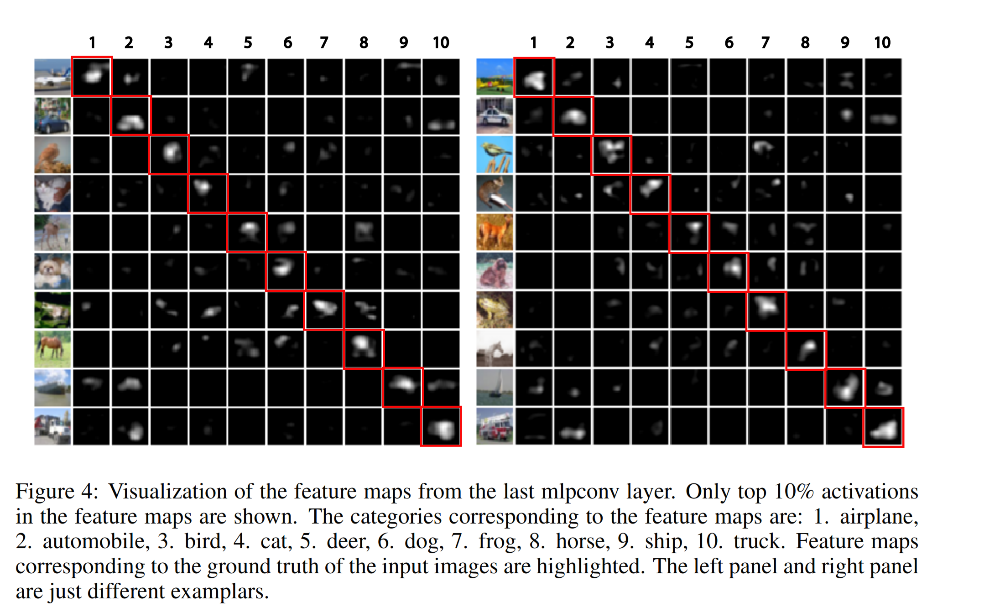 1 2 3 4 5 6 7 8 9 10 1 2 3 4 5 6 7 8 9 10
Figure 4: Visualization of the feature maps from the last mlpconv layer. Only top 10% activations
in the feature maps are shown. The categories corresponding to the feature maps are: 1. airplane,
2. automobile, 3. bird, 4. cat, 5. deer, 6. dog, 7. frog, 8. horse, 9. ship, 10. truck. Feature maps
corresponding to the ground truth of the input images are highlighted. The left panel and right panel
are just different examplars.